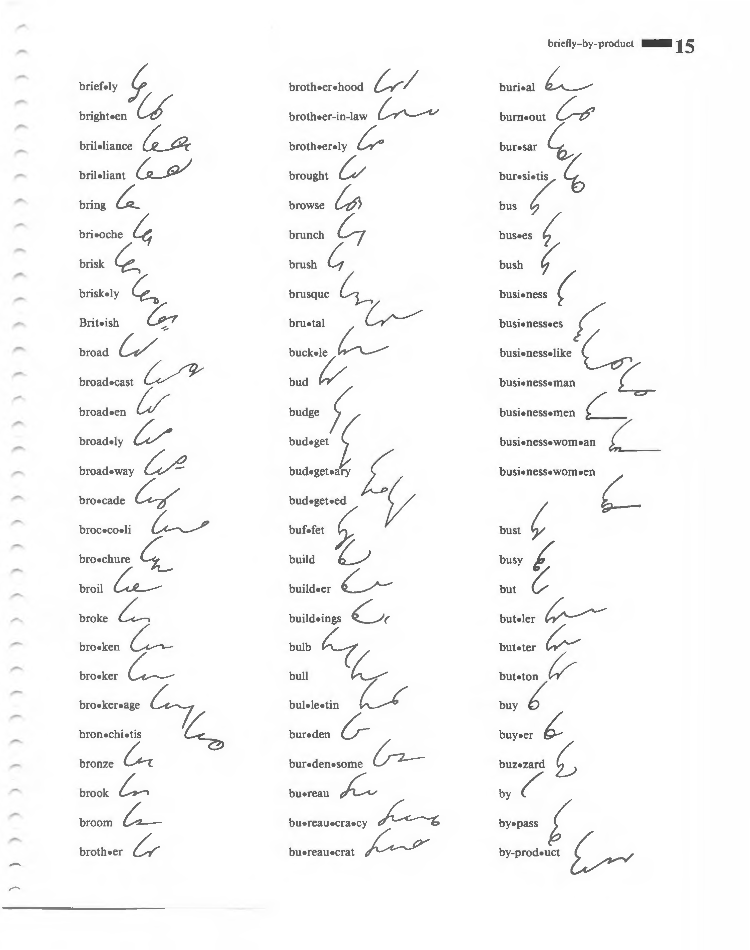 briefly–by-product 15
brief•ly
bright•en
bril•liance
bril•liant
bring
bri•oche
brisk
brisk•ly
Brit•ish
broad
broad•cast
broad•en
broad•ly
broad•way
bro•cade
broc•co•li
bro•chure
broil
broke
bro•ken
bro•ker
bro•ker•age
bron•chi•tis
bronze
brook
broom
broth•er
broth•er•hood
broth•er-in-law
broth•er•ly
brought
browse
brunch
brush
brusque
bru•tal
buck•le
bud
budge
bud•get
bud•get•ary
bud•get•ed
buf•fet
build
build•er
build•ings
bulb
bull
bul•le•tin
bur•den
bur•den•some
bu•reau
bu•reau•cra•cy
bu•reau•crat
buri•al
burn•out
bur•sar
bur•si•tis
bus
bus•es
bush
busi•ness
busi•ness•es
busi•ness•like
busi•ness•man
busi•ness•men
busi•ness•wom•an
busi•ness•wom•en
bust
busy
but
but•ler
but•ter
but•ton
buy
buy•er
buz•zard
by
by•pass
by-prod•uct